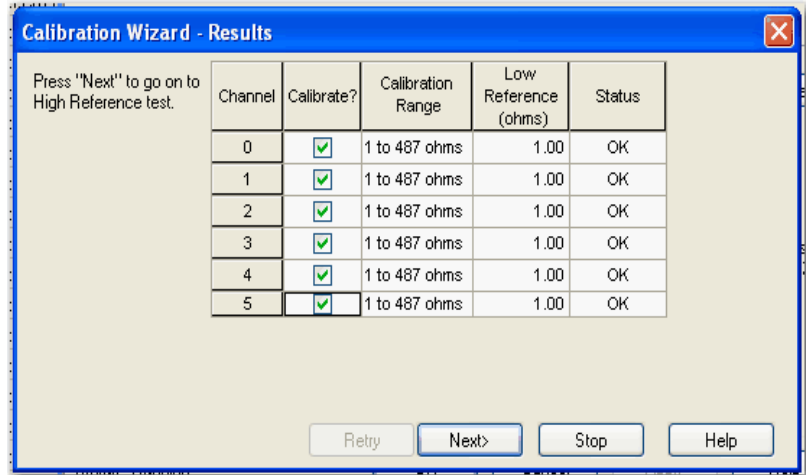 Calibration Wizard - Results
Press "Next" to go on to
High Reference test.
Channel Calibrate? Calibration Range Low Reference (ohms) Status
0 1 to 487 ohms 1.00 OK
1 1 to 487 ohms 1.00 OK
2 1 to 487 ohms 1.00 OK
3 1 to 487 ohms 1.00 OK
4 1 to 487 ohms 1.00 OK
5 1 to 487 ohms 1.00 OK
Retry Next> Stop Help